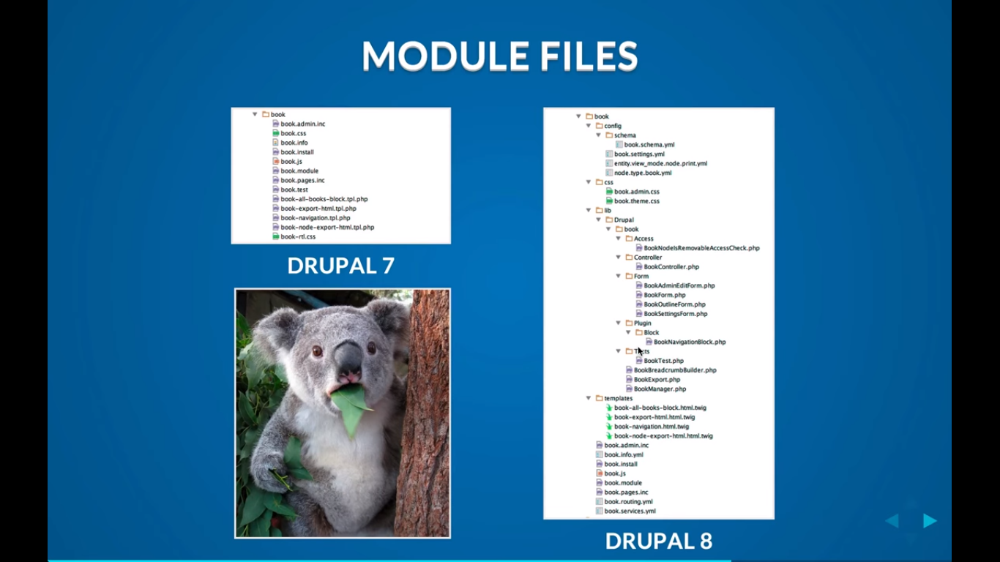 MODULE FILES
book
book.admin.inc
book.css
book.info
book.install
book.js
book.module
book.pages.inc
book.test
book-all-books-block.tpl.php
book-export-html.tpl.php
book-navigation.tpl.php
book-node-export-html.tpl.php
book-rtl.css
DRUPAL 7
book
config
schema
book.schema.yml
book.settings.yml
entity.view_mode.node.print.yml
node.type.book.yml
css
book.admin.css
book.theme.css
lib
Drupal
book
Access
BookNodeIsRemovableAccessCheck.php
Controller
BookController.php
Form
BookAdminEditForm.php
BookForm.php
BookOutlineForm.php
BookSettingsForm.php
Plugin
Block
BookNavigationBlock.php
BookTest.php
BookBreadcrumbBuilder.php
BookExport.php
BookManager.php
templates
book-all-books-block.html.twig
book-export-html.html.twig
book-navigation.html.twig
book-node-export-html.html.twig
book.admin.inc
book.info.yml
book.install
book.js
book.module
book.pages.inc
book.routing.yml
book.services.yml
DRUPAL 8